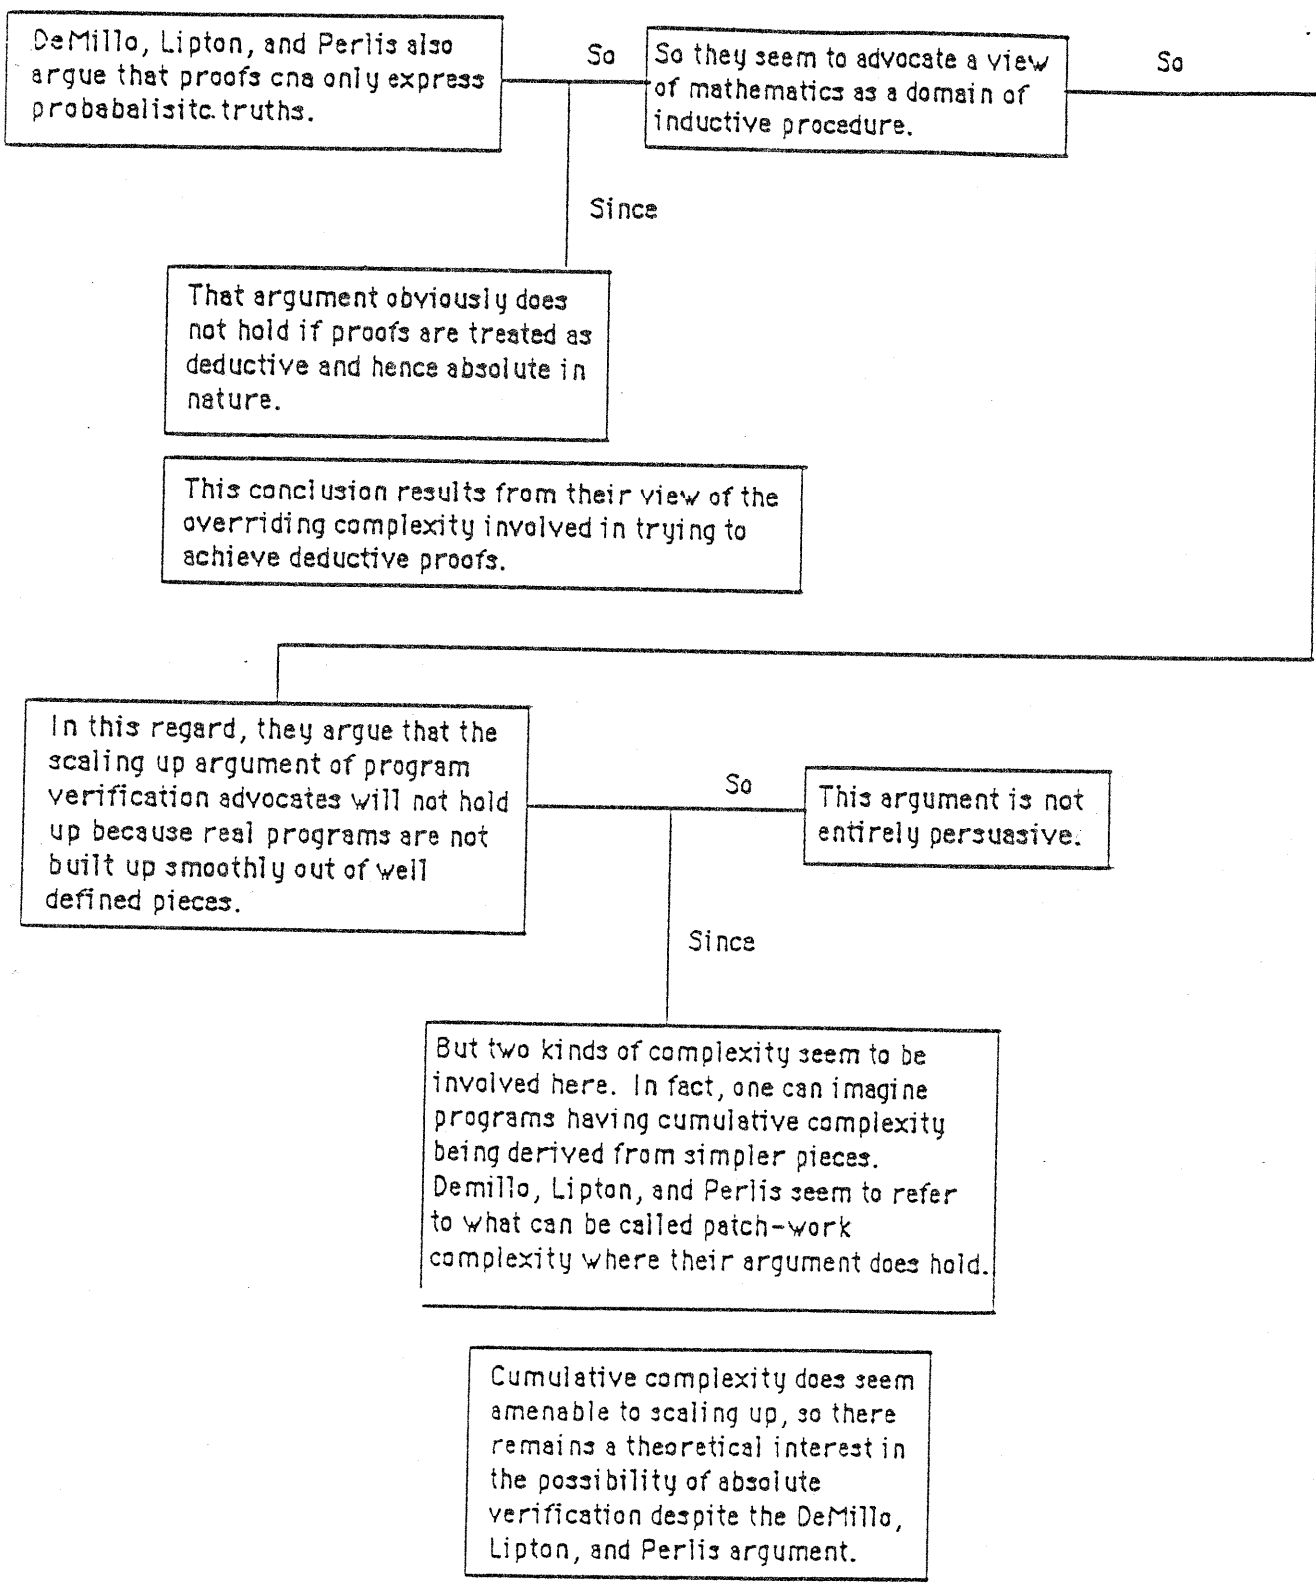 DeMillo, Lipton, and Perlis also
argue that proofs cna only express
probabalisitc truths.
So
So they seem to advocate a view
of mathematics as a domain of
inductive procedure.
So
Since
That argument obviously does
not hold if proofs are treated as
deductive and hence absolute in
nature.
This conclusion results from their view of the
overriding complexity involved in trying to
achieve deductive proofs.
In this regard, they argue that the
scaling up argument of program
verification advocates will not hold
up because real programs are not
built up smoothly out of well
defined pieces.
So
This argument is not
entirely persuasive.
Since
But two kinds of complexity seem to be
involved here. In fact, one can imagine
programs having cumulative complexity
being derived from simpler pieces.
Demillo, Lipton, and Perlis seem to refer
to what can be called patch-work
complexity where their argument does hold.
Cumulative complexity does seem
amenable to scaling up, so there
remains a theoretical interest in
the possibility of absolute
verification despite the DeMillo,
Lipton, and Perlis argument.